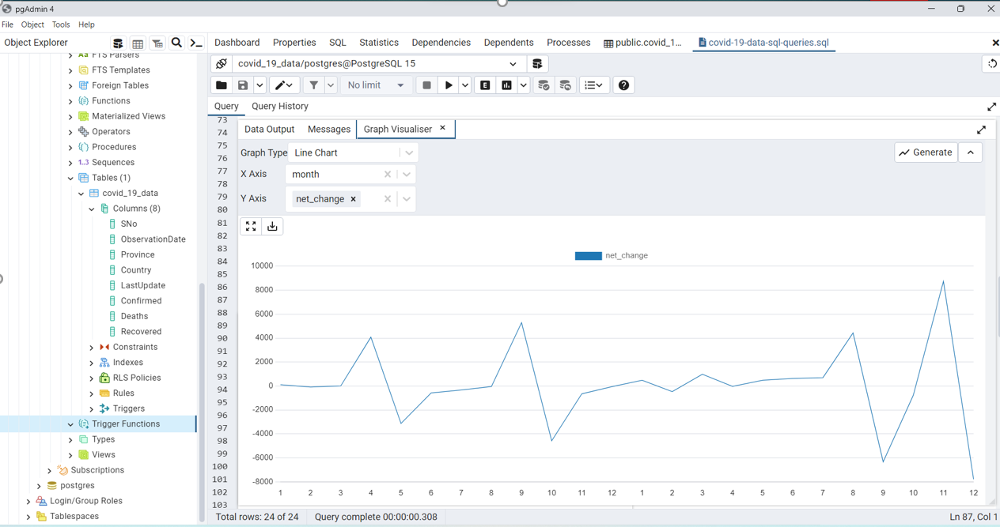 pgAdmin 4
File Object Tools Help
Object Explorer
Dashboard Properties SQL Statistics Dependencies Dependents Processes public.covid_1... covid-19-data-sql-queries.sql
FTS Parsers
FTS Templates
Foreign Tables
Functions
Materialized Views
Operators
Procedures
1..3 Sequences
Tables (1)
covid_19_data
Columns (8)
SNo
ObservationDate
Province
Country
LastUpdate
Confirmed
Deaths
Recovered
Constraints
Indexes
RLS Policies
Rules
Triggers
Trigger Functions
Types
Views
Subscriptions
postgres
Login/Group Roles
Tablespaces
covid_19_data/postgres@PostgreSQL 15
No limit E
Query Query History
73
74
75
76
77
78
79
80
81
82
83
84
85
86
87
88
89
90
91
92
93
94
95
96
97
98
99
100
101
102
103
Data Output Messages Graph Visualiser
Graph Type Line Chart Generate
X Axis month
Y Axis net_change
net_change
10000
8000
6000
4000
2000
0
-2000
-4000
-6000
-8000
1 2 3 4 5 6 7 8 9 10 11 12 1 2 3 4 5 6 7 8 9 10 11 12
Total rows: 24 of 24 Query complete 00:00:00.308 Ln 87, Col 1